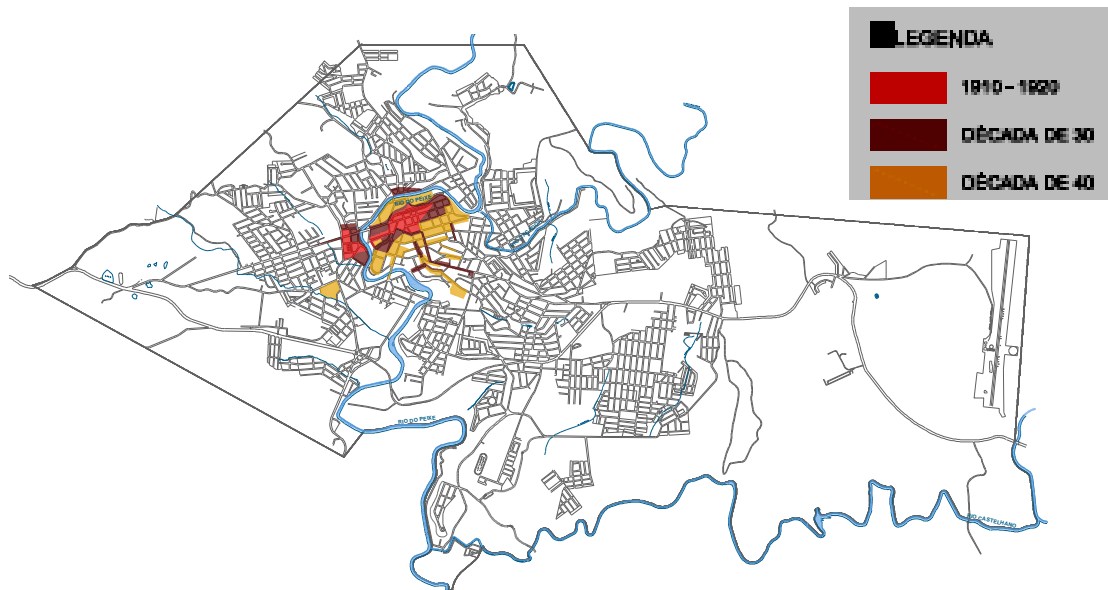 LEGENDA
1910 - 1920
DÉCADA DE 30
DÉCADA DE 40
RIO DO PEIXE
RIO DO PEIXE
RIO CASTELHANO